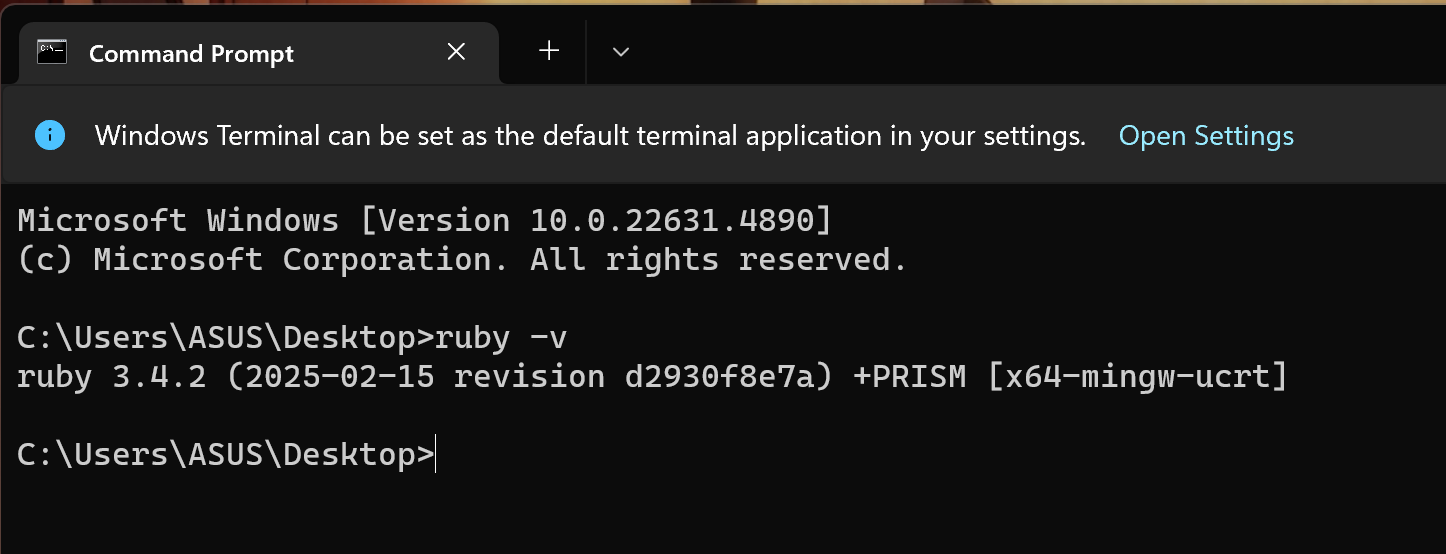 Command Prompt
Windows Terminal can be set as the default terminal application in your settings. Open Settings
Microsoft Windows [Version 10.0.22631.4890]
(c) Microsoft Corporation. All rights reserved.
C:\Users\ASUS\Desktop>ruby -v
ruby 3.4.2 (2025-02-15 revision d2930f8e7a) +PRISM [x64-mingw-ucrt]
C:\Users\ASUS\Desktop>